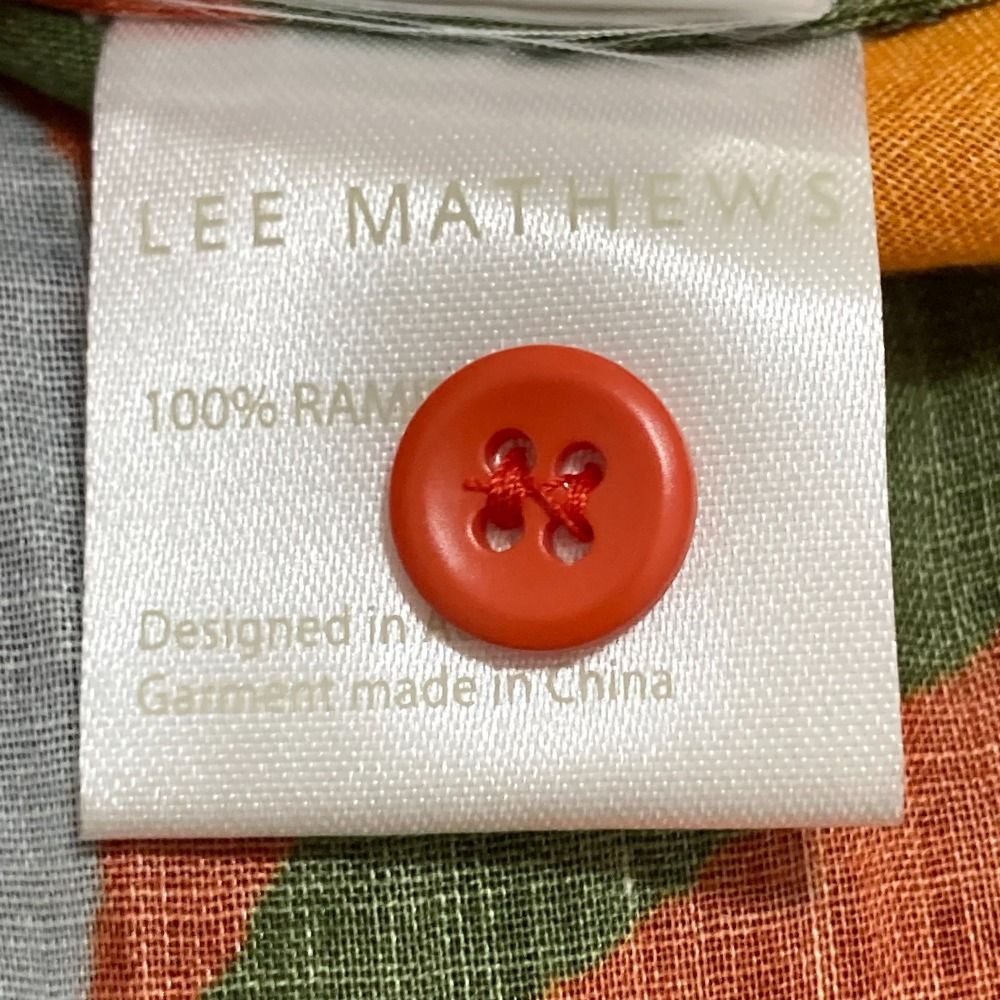 LEE MATHEWS
100% RAM
Designed in
Garment made in China